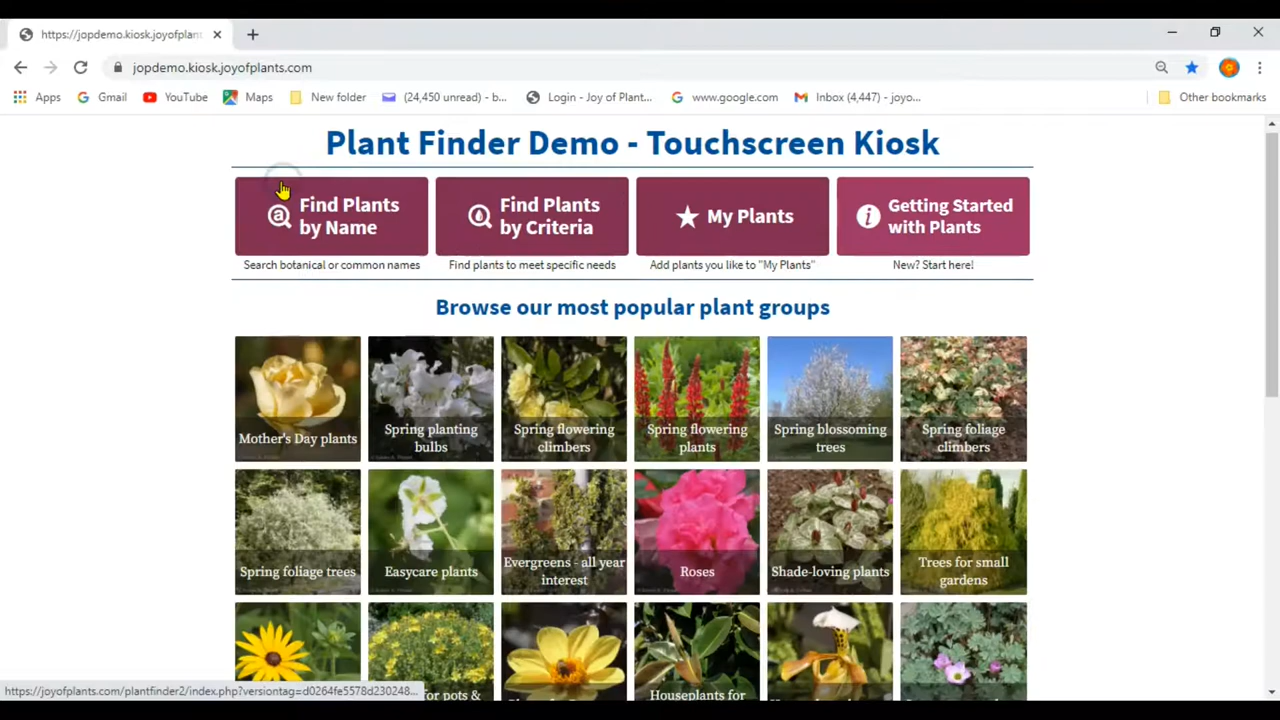 https://jopdemo.kiosk.joyofplant
jopdemo.kiosk.joyofplants.com
Apps Gmail YouTube Maps New folder (24,450 unread) - b... Login - Joy of Plant... www.google.com Inbox (4,447) - joyo... Other bookmarks
Plant Finder Demo - Touchscreen Kiosk
Find Plants
by Name
Search botanical or common names
Find Plants
by Criteria
Find plants to meet specific needs
My Plants
Add plants you like to "My Plants"
Getting Started
with Plants
New? Start here!
Browse our most popular plant groups
Mother's Day plants
Spring planting
bulbs
Spring flowering
climbers
Spring flowering
plants
Spring blossoming
trees
Spring foliage
climbers
Spring foliage trees
Easycare plants
Evergreens - all year
interest
Roses
Shade-loving plants
Trees for small
gardens
for pots &
Houseplants for
https://joyofplants.com/plantfinder2/index.php?versiontag=d0264fe5578d230248...